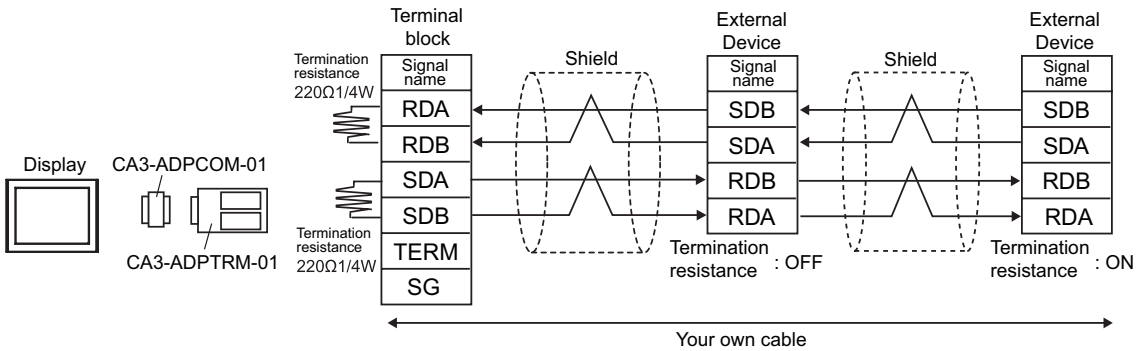 Display
CA3-ADPCOM-01
CA3-ADPTRM-01
Termination
resistance
220Ω1/4W
Termination
resistance
220Ω1/4W
Terminal
block
Signal
name
RDA
RDB
SDA
SDB
TERM
SG
Shield
External
Device
Signal
name
SDB
SDA
RDB
RDA
Termination
resistance : OFF
Shield
External
Device
Signal
name
SDB
SDA
RDB
RDA
Termination
resistance : ON
Your own cable